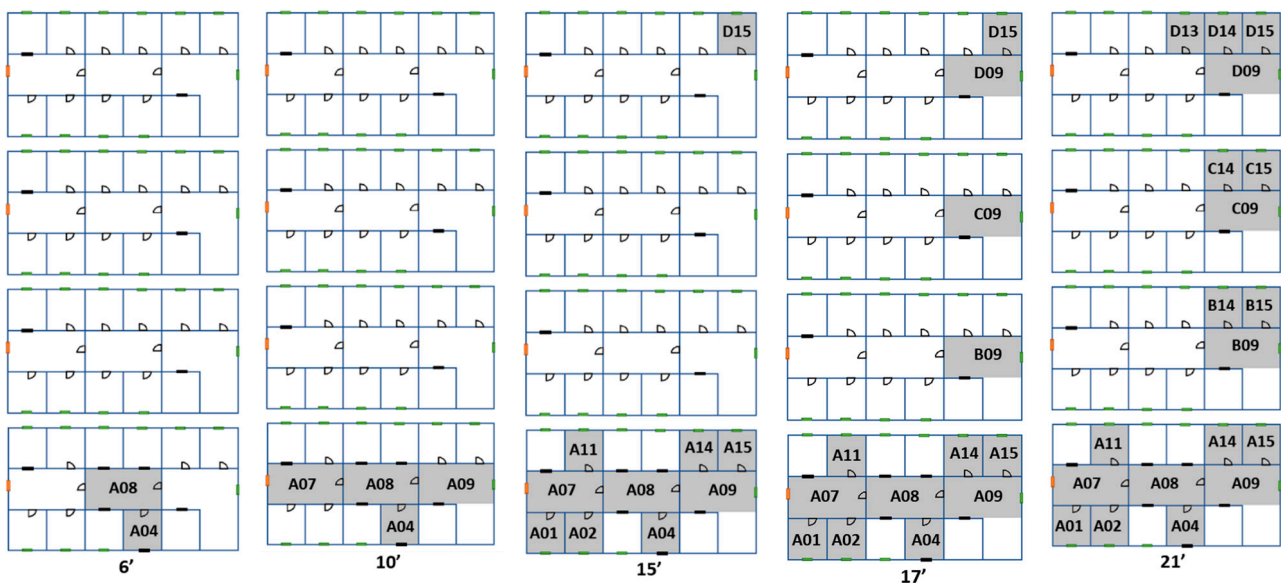 D15 D15 D13 D14 D15
D09 D09
C14 C15
C09 C09
B14 B15
B09 B09
A11 A14 A15 A11 A14 A15 A11 A14 A15
A08 A07 A08 A09 A07 A08 A09 A07 A08 A09 A07 A08 A09
A04 A04 A01 A02 A04 A01 A02 A04 A01 A02 A04
6’ 10’ 15’ 17’ 21’